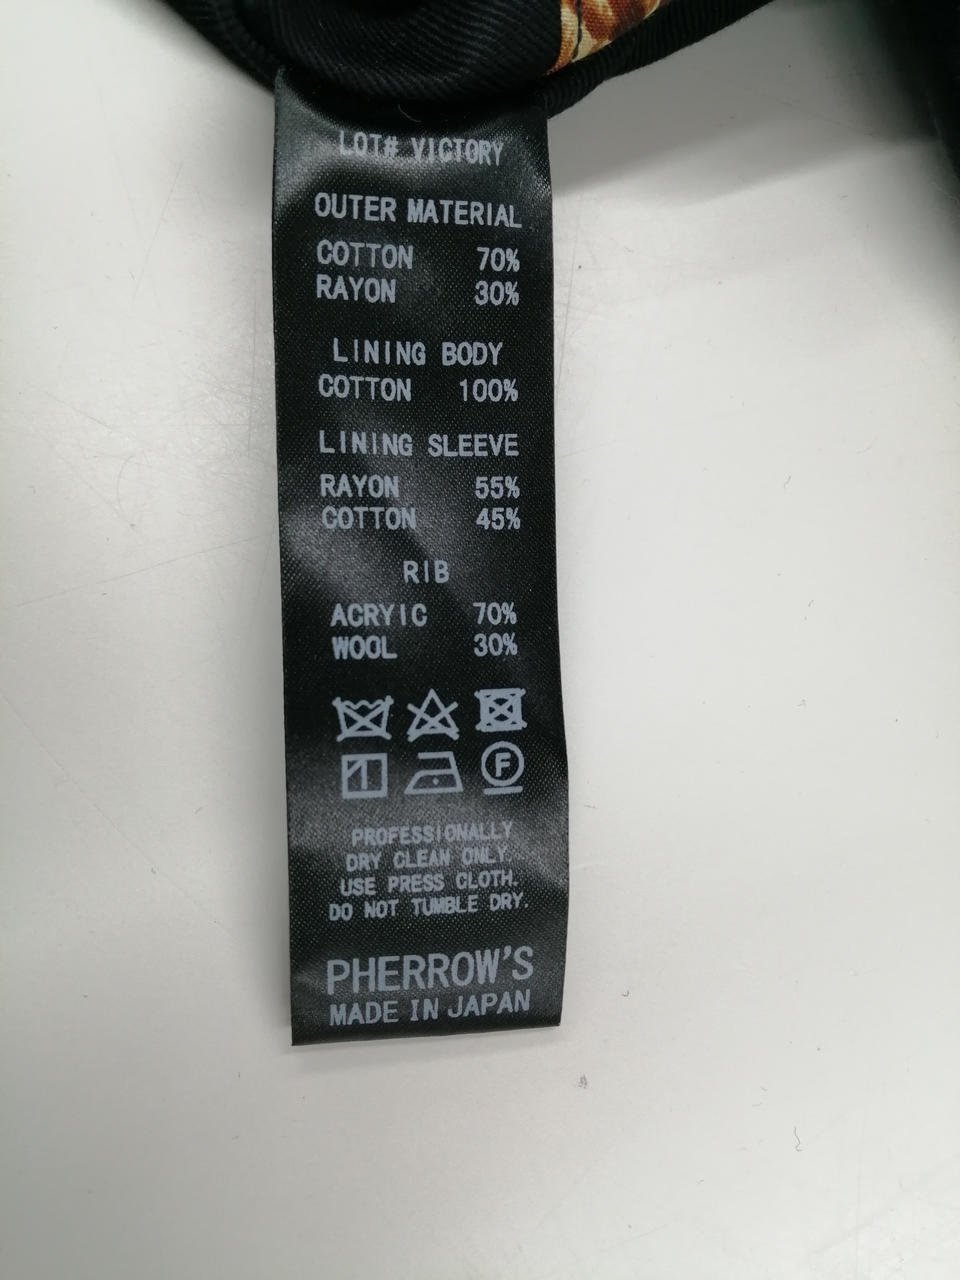 LOT# VICTORY
OUTER MATERIAL
COTTON 70%
RAYON 30%
LINING BODY
COTTON 100%
LINING SLEEVE
RAYON 55%
COTTON 45%
RIB
ACRYIC 70%
WOOL 30%
F
PROFESSIONALLY
DRY CLEAN ONLY.
USE PRESS CLOTH.
DO NOT TUMBLE DRY.
PHERROW'S
MADE IN JAPAN